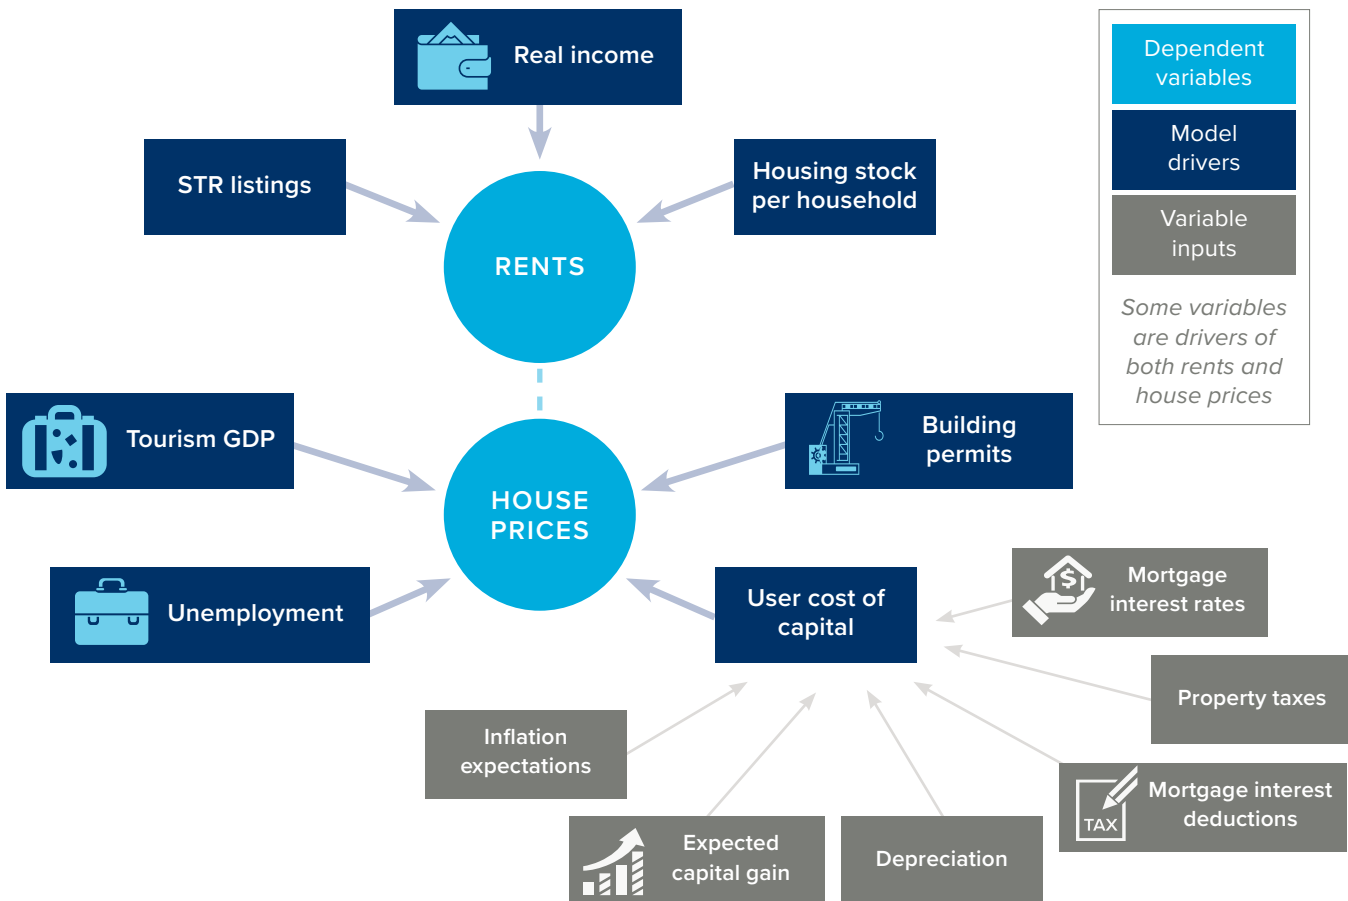 Real income
STR listings
Housing stock
per household
RENTS
Dependent
variables
Model
drivers
Variable
inputs
Some variables
are drivers of
both rents and
house prices
Tourism GDP
Building
permits
HOUSE
PRICES
Unemployment
User cost of
capital
$
Mortgage
interest rates
Property taxes
Inflation
expectations
TAX
Mortgage interest
deductions
Expected
capital gain
Depreciation